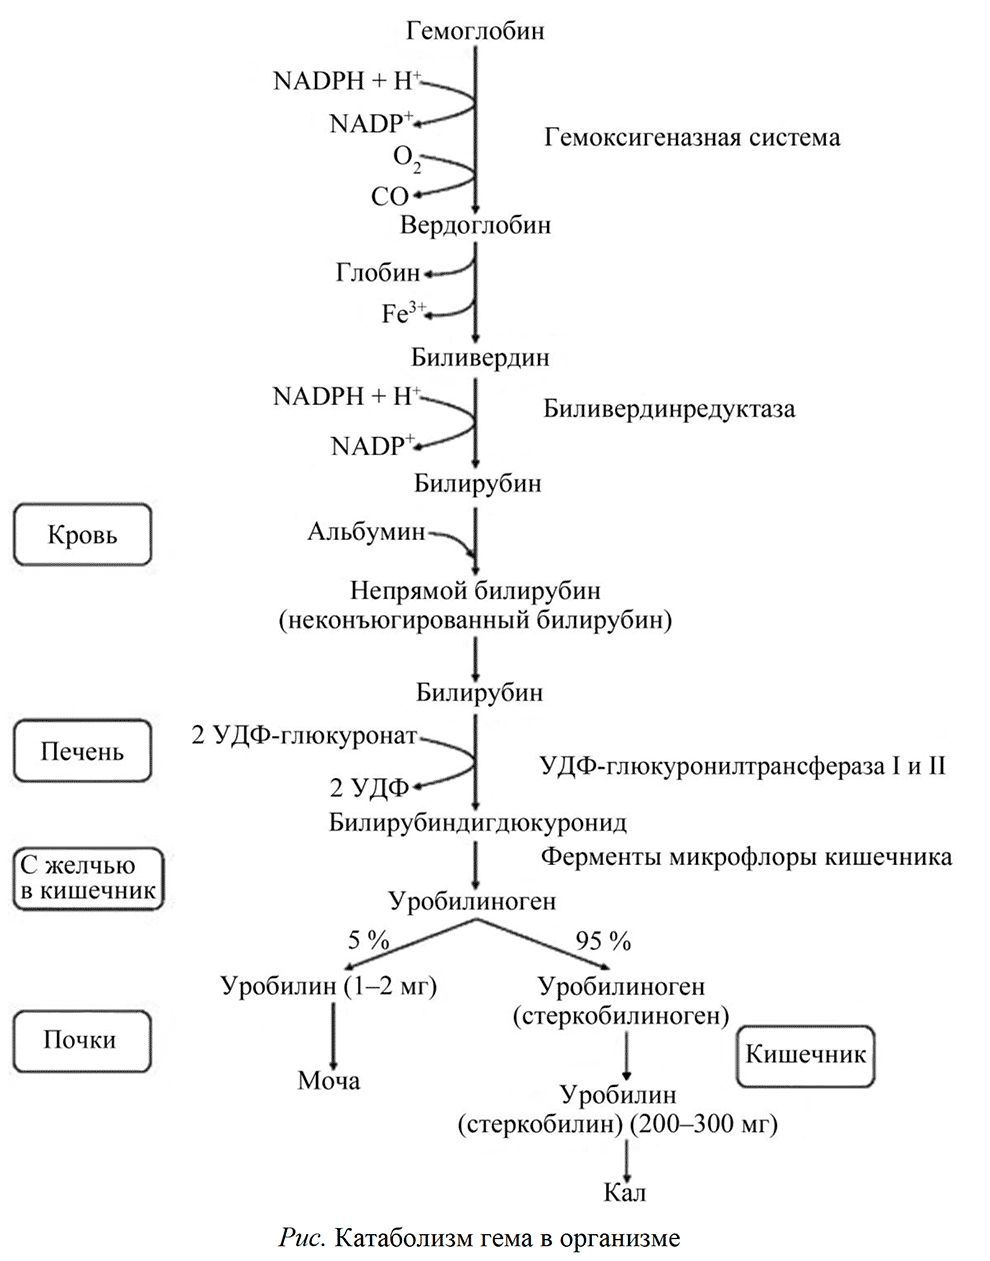 Гемоглобин
NADPH + H⁺
NADP⁺
Гемоксигеназная система
O₂
CO
Вердоглобин
Глобин
Fe³⁺
Биливердин
NADPH + H⁺
Биливердинредуктаза
NADP⁺
Билирубин
Кровь
Альбумин
Непрямой билирубин
(неконъюгированный билирубин)
Билирубин
Печень
2 УДФ-глюкуронат
УДФ-глюкуронилтрансфераза I и II
2 УДФ
Билирубиндигдюкуронид
С желчью
в кишечник
Ферменты микрофлоры кишечника
Уробилиноген
5 %
95 %
Уробилин (1–2 мг)
Уробилиноген
(стеркобилиноген)
Почки
Кишечник
Моча
Уробилин
(стеркобилин) (200–300 мг)
Кал
Рис. Катаболизм гема в организме